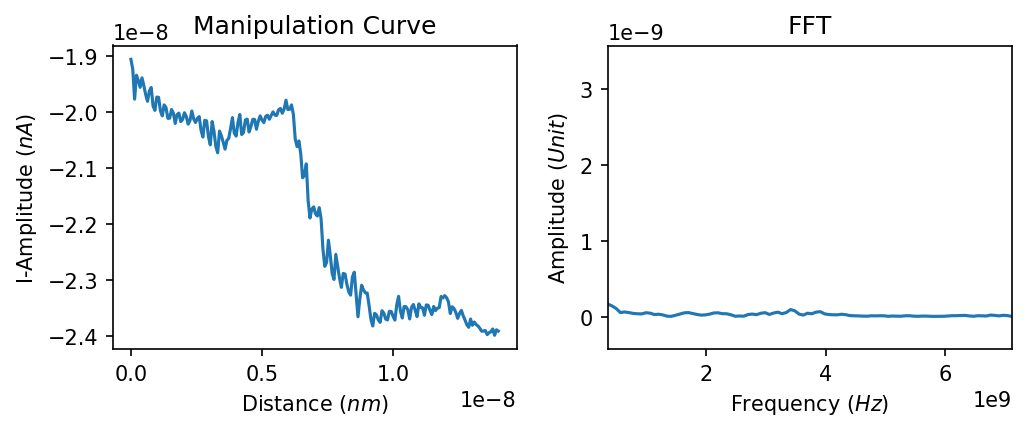 Manipulation Curve
1e−8
−1.9
−2.0
−2.1
−2.2
−2.3
−2.4
I-Amplitude (nA)
0.0
0.5
1.0
1e−8
Distance (nm)
FFT
1e−9
3
2
1
0
Amplitude (Unit)
2
4
6
1e9
Frequency (Hz)